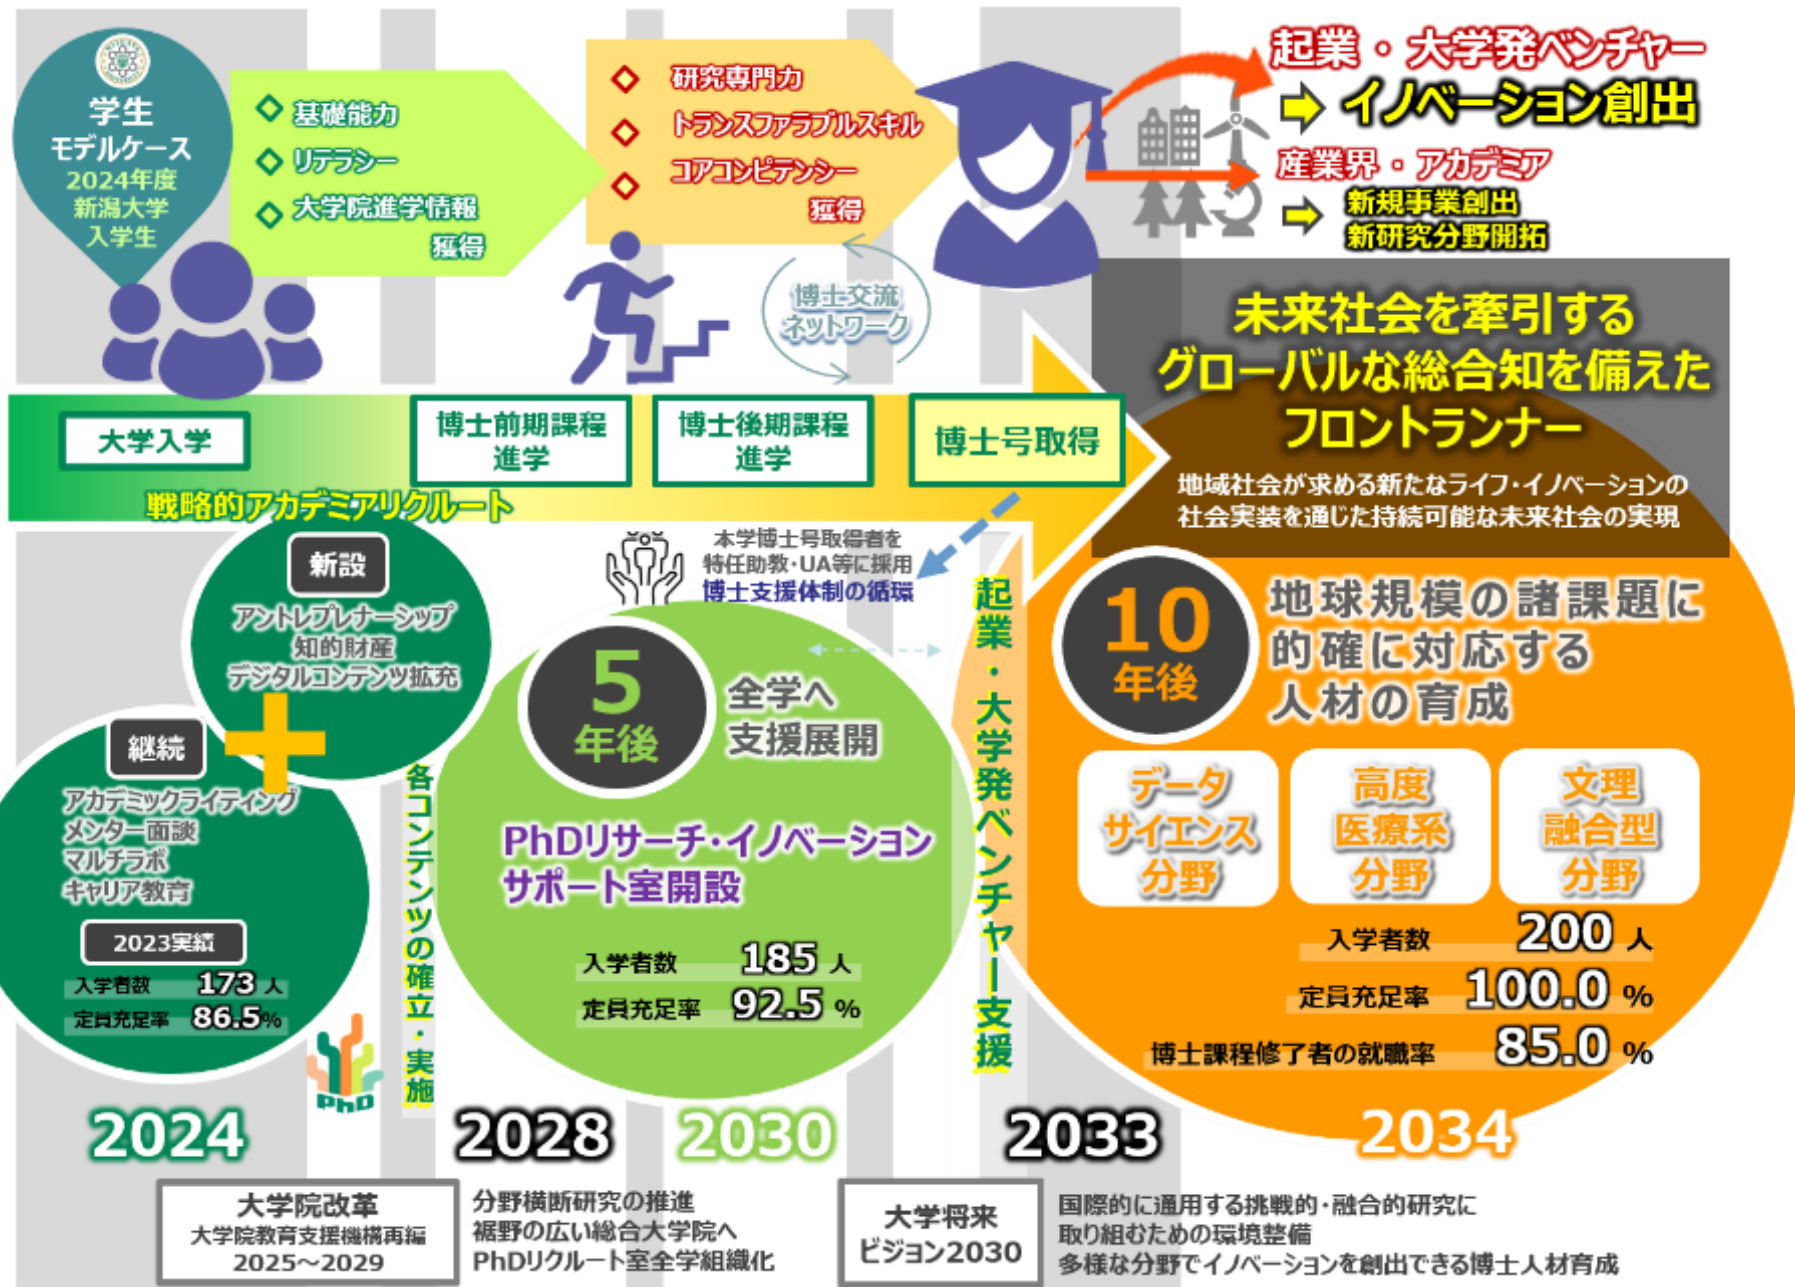 学生
モデルケース
2024年度
新潟大学
入学生
基礎能力
リテラシー
大学院進学情報
獲得
研究専門力
トランスファラブルスキル
コアコンピテンシー
獲得
起業・大学発ベンチャー
イノベーション創出
産業界・アカデミア
新規事業創出
新研究分野開拓
博士交流
ネットワーク
未来社会を牽引する
グローバルな総合知を備えた
フロントランナー
地域社会が求める新たなライフ・イノベーションの
社会実装を通じた持続可能な未来社会の実現
大学入学
博士前期課程
進学
博士後期課程
進学
博士号取得
戦略的アカデミアリクルート
新設
アントレプレナーシップ
知的財産
デジタルコンテンツ拡充
継続
アカデミックライティング
メンター面談
マルチラボ
キャリア教育
2023実績
入学者数 173 人
定員充足率 86.5%
PhD
各コンテンツの確立・実施
本学博士号取得者を
特任助教・UA等に採用
博士支援体制の循環
5
年後
全学へ
支援展開
PhDリサーチ・イノベーション
サポート室開設
入学者数 185 人
定員充足率 92.5 %
起業・大学発ベンチャー支援
10
年後
地球規模の諸課題に
的確に対応する
人材の育成
データ
サイエンス
分野
高度
医療系
分野
文理
融合型
分野
入学者数 200 人
定員充足率 100.0 %
博士課程修了者の就職率 85.0 %
2024
2028
2030
2033
2034
大学院改革
大学院教育支援機構再編
2025～2029
分野横断研究の推進
裾野の広い総合大学院へ
PhDリクルート室全学組織化
大学将来
ビジョン2030
国際的に通用する挑戦的・融合的研究に
取り組むための環境整備
多様な分野でイノベーションを創出できる博士人材育成